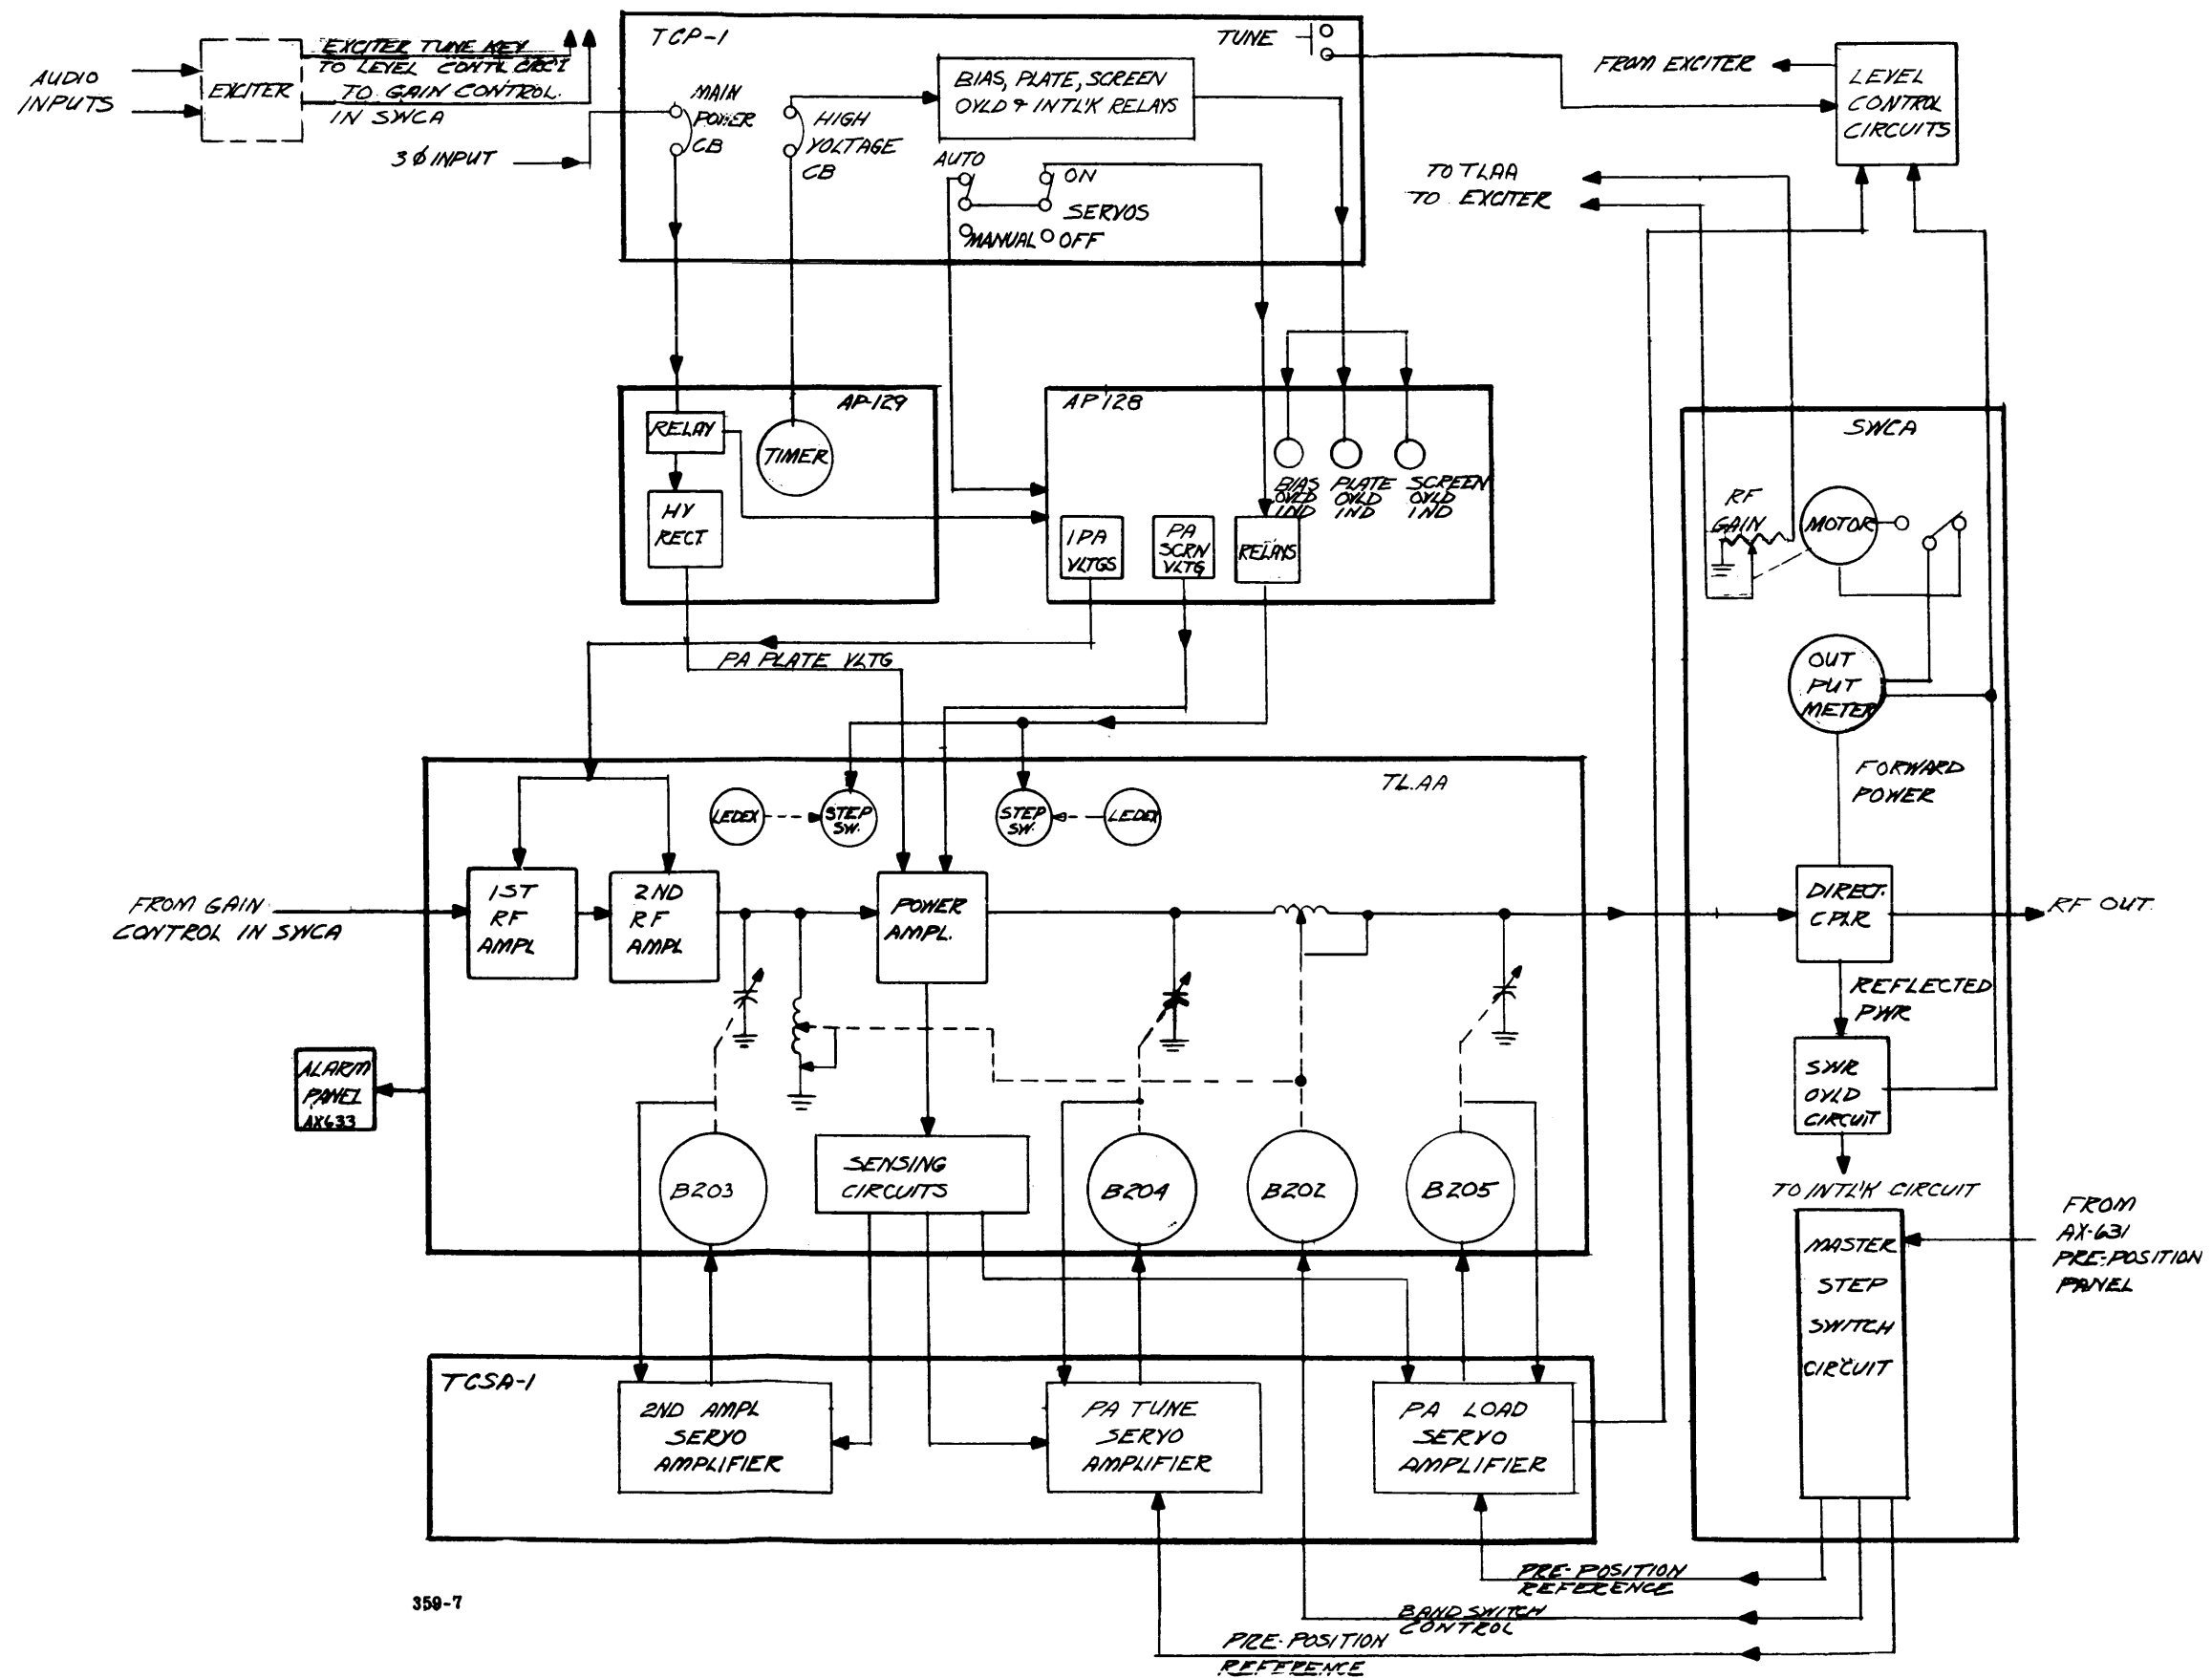 TCP-1
TUNE
EXCITER TUNE KEY
TO LEVEL CONT'L CIRC'T
TO GAIN CONTROL.
IN SWCA
AUDIO
INPUTS
EXCITER
3Ø INPUT
MAIN
POWER
CB
HIGH
VOLTAGE
CB
BIAS, PLATE, SCREEN
OVLD & INTL'K RELAYS
AUTO
ON
SERVOS
MANUAL
OFF
FROM EXCITER
LEVEL
CONTROL
CIRCUITS
TO TLAA
TO EXCITER
AP-129
RELAY
TIMER
HV
RECT.
AP128
BIAS
OVLD
IND
PLATE
OVLD
IND
SCREEN
OVLD
IND
IPA
VLTGS
PA
SCRN
VLTG
RELAYS
SWCA
RF
GAIN
MOTOR
OUT
PUT
METER
FORWARD
POWER
PA PLATE VLTG
TLAA
LEDEX
STEP
SW.
STEP
SW.
LEDEX
FROM GAIN
CONTROL IN SWCA
1ST
RF
AMPL
2ND
RF
AMPL
POWER
AMPL.
DIRECT.
CPLR
RF OUT.
REFLECTED
PWR
SWR
OVLD
CIRCUIT
TO INTL'K CIRCUIT
ALARM
PANEL
AX633
B203
SENSING
CIRCUITS
B204
B202
B205
FROM
AX-631
PRE-POSITION
PANEL
MASTER
STEP
SWITCH
CIRCUIT
TCSA-1
2ND AMPL
SERVO
AMPLIFIER
PA TUNE
SERVO
AMPLIFIER
PA LOAD
SERVO
AMPLIFIER
PRE-POSITION
REFERENCE
BAND SWITCH
CONTROL
PRE-POSITION
REFERENCE
359-7